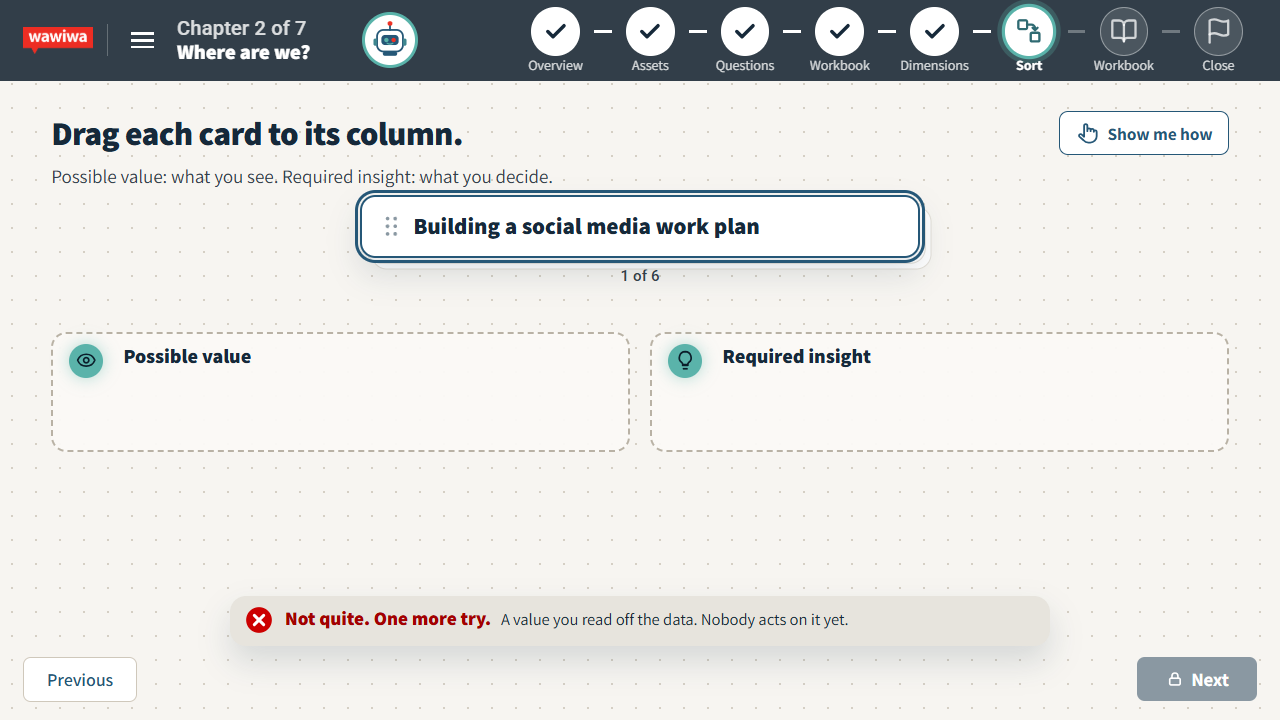 wawiwa
Chapter 2 of 7
Where are we?
Overview
Assets
Questions
Workbook
Dimensions
Sort
Workbook
Close
Drag each card to its column.
Show me how
Possible value: what you see. Required insight: what you decide.
Building a social media work plan
1 of 6
Possible value
Required insight
Not quite. One more try. A value you read off the data. Nobody acts on it yet.
Previous
Next